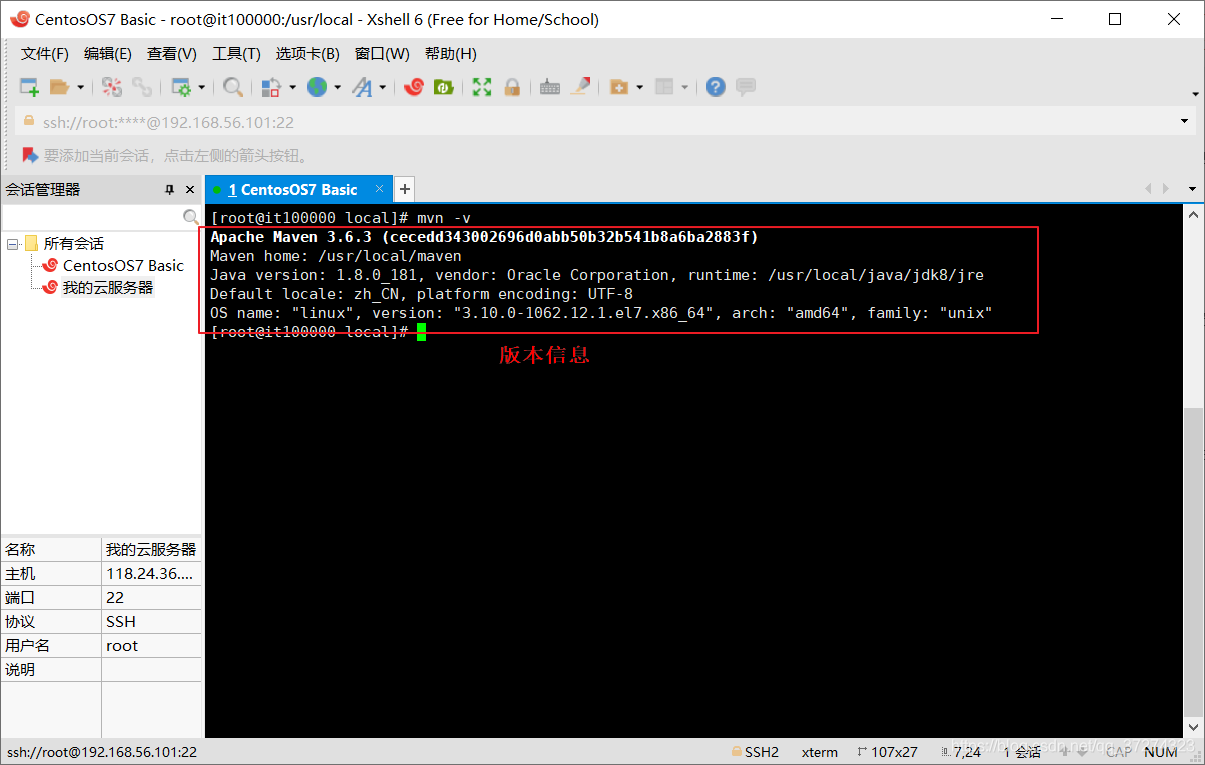 CentosOS7 Basic - root@it100000:/usr/local - Xshell 6 (Free for Home/School)
文件(F) 编辑(E) 查看(V) 工具(T) 选项卡(B) 窗口(W) 帮助(H)
ssh://root:****@192.168.56.101:22
要添加当前会话，点击左侧的箭头按钮。
会话管理器
1 CentosOS7 Basic
所有会话
CentosOS7 Basic
我的云服务器
[root@it100000 local]# mvn -v
Apache Maven 3.6.3 (cecedd343002696d0abb50b32b541b8a6ba2883f)
Maven home: /usr/local/maven
Java version: 1.8.0_181, vendor: Oracle Corporation, runtime: /usr/local/java/jdk8/jre
Default locale: zh_CN, platform encoding: UTF-8
OS name: "linux", version: "3.10.0-1062.12.1.el7.x86_64", arch: "amd64", family: "unix"
[root@it100000 local]#
版本信息
名称 我的云服务器
主机 118.24.36....
端口 22
协议 SSH
用户名 root
说明
ssh://root@192.168.56.101:22 SSH2 xterm 107x27 7,24 1 会话 CAP NUM